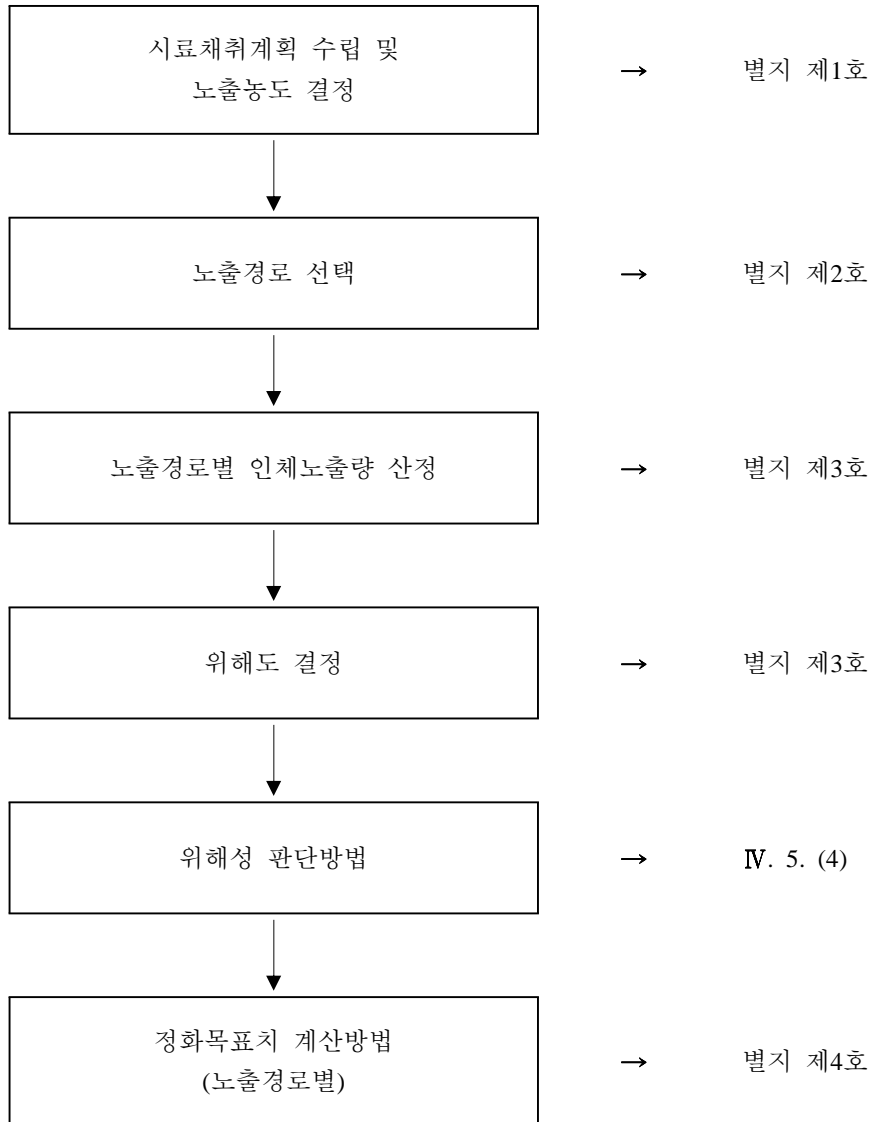 시료채취계획 수립 및
노출농도 결정
→ 별지 제1호
노출경로 선택 → 별지 제2호
노출경로별 인체노출량 산정 → 별지 제3호
위해도 결정 → 별지 제3호
위해성 판단방법 → Ⅳ. 5. (4)
정화목표치 계산방법
(노출경로별)
→ 별지 제4호